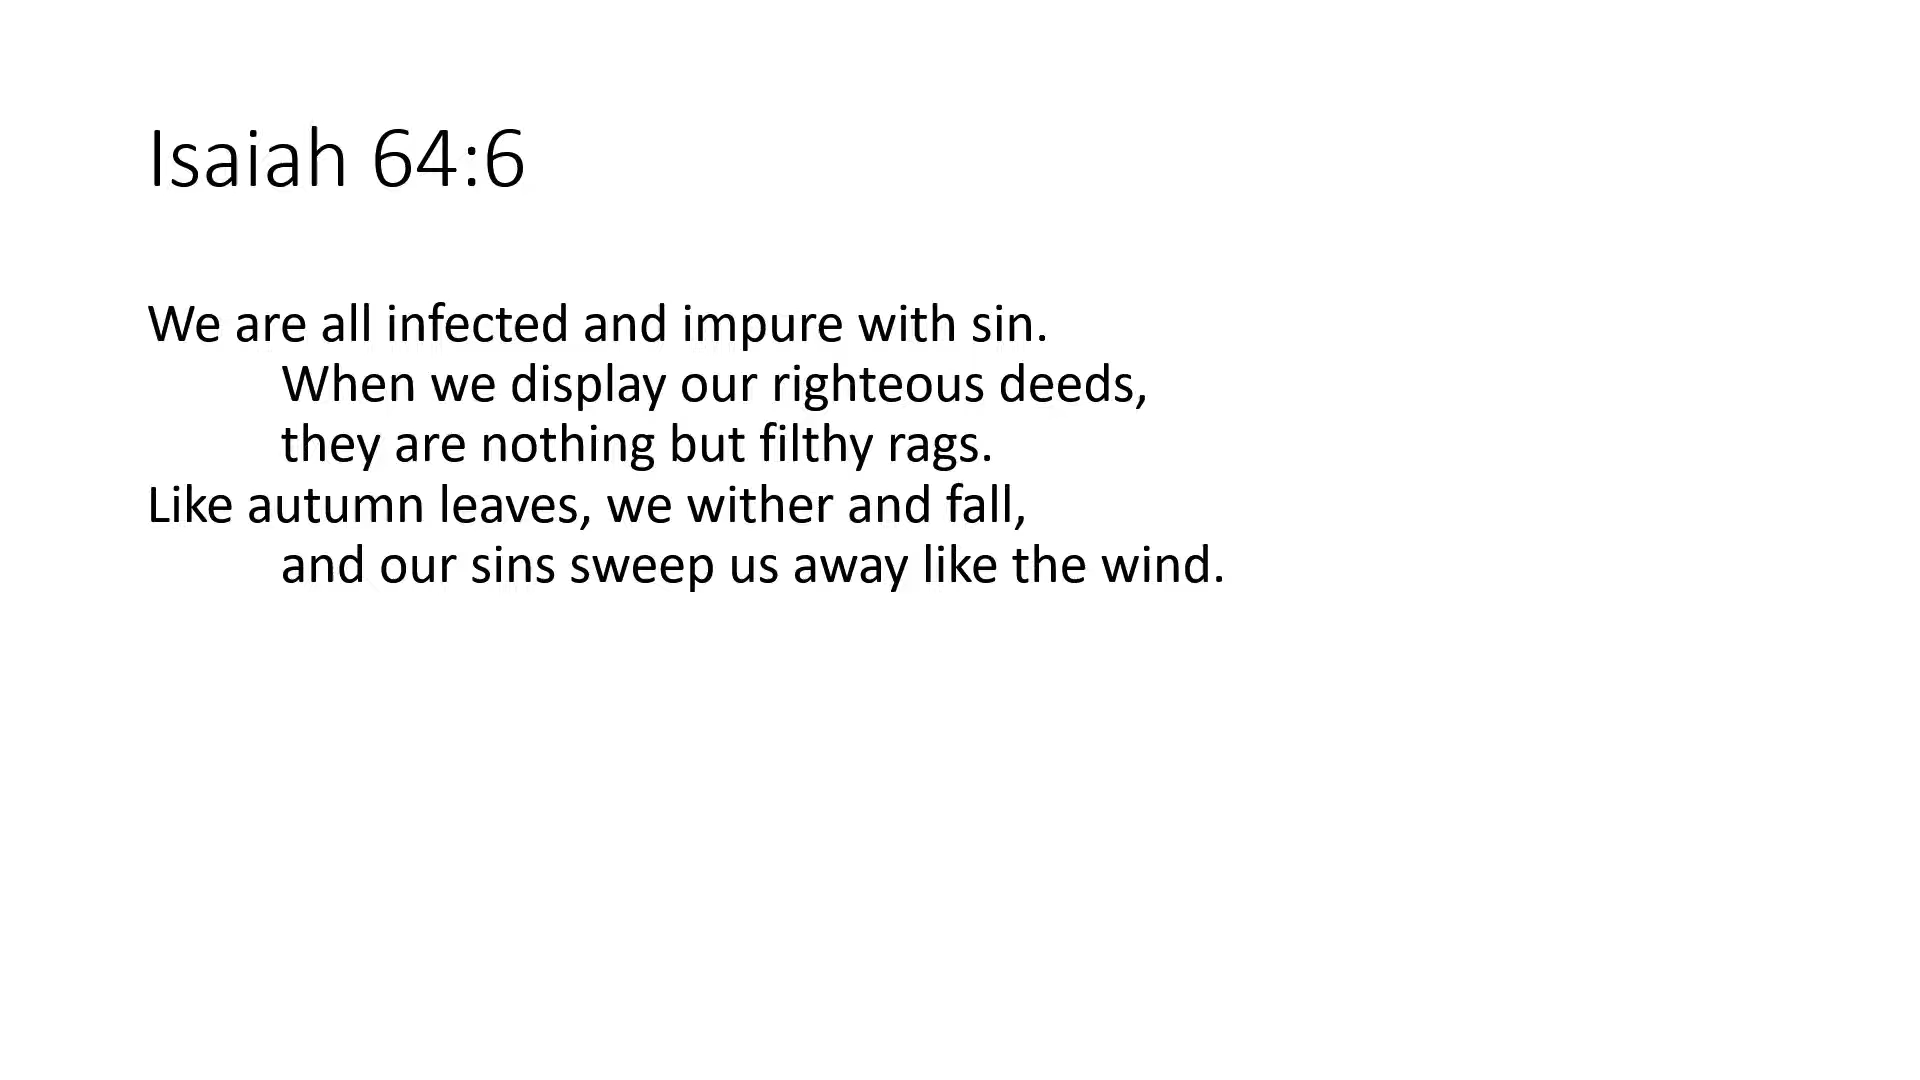 Isaiah 64:6
We are all infected and impure with sin.
When we display our righteous deeds,
they are nothing but filthy rags.
Like autumn leaves, we wither and fall,
and our sins sweep us away like the wind.